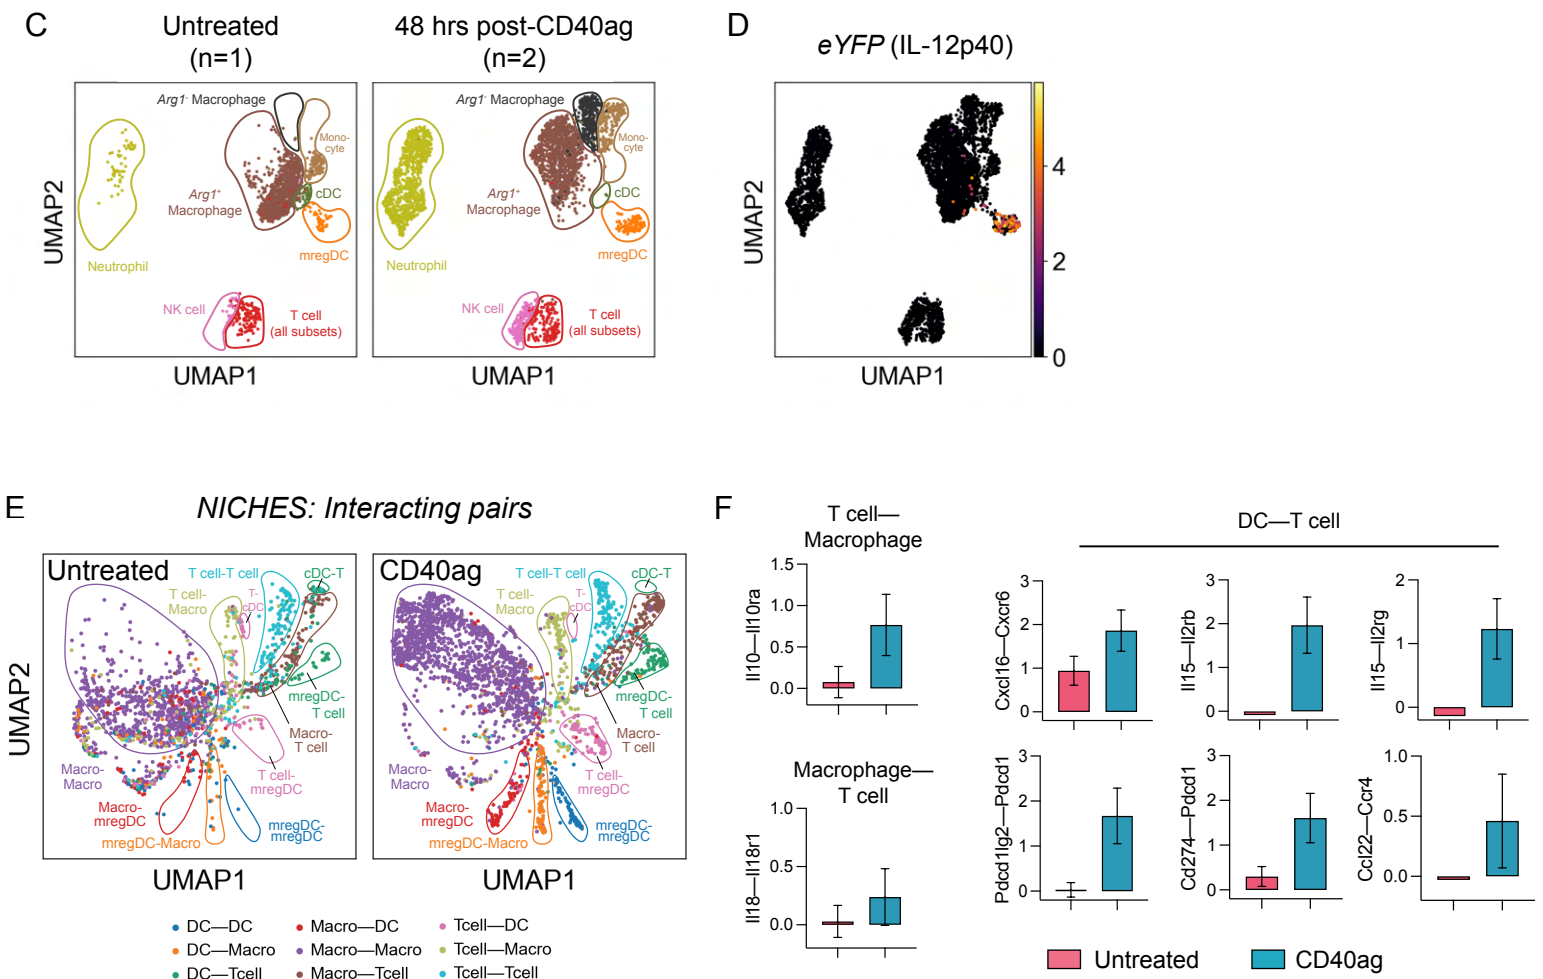 C
Untreated
(n=1)
48 hrs post-CD40ag
(n=2)
D
eYFP (IL-12p40)
Arg1- Macrophage
Mono-
cyte
Arg1+
Macrophage
cDC
mregDC
Neutrophil
NK cell
T cell
(all subsets)
UMAP2
UMAP1
Arg1- Macrophage
Mono-
cyte
Arg1+
Macrophage
cDC
mregDC
Neutrophil
NK cell
T cell
(all subsets)
UMAP1
UMAP2
UMAP1
4
2
0
E
NICHES: Interacting pairs
Untreated
T cell-T cell
cDC-T
T cell-
Macro
T-
cDC
mregDC-
T cell
Macro-
T cell
T cell-
mregDC
Macro-
Macro
Macro-
mregDC
mregDC-Macro
mregDC-
mregDC
UMAP2
UMAP1
CD40ag
T cell-T cell
cDC-T
T cell-
Macro
T-
cDC
mregDC-
T cell
Macro-
T cell
T cell-
mregDC
Macro-
Macro
Macro-
mregDC
mregDC-Macro
mregDC-
mregDC
UMAP1
DC—DC
Macro—DC
Tcell—DC
DC—Macro
Macro—Macro
Tcell—Macro
DC—Tcell
Macro—Tcell
Tcell—Tcell
F
T cell—
Macrophage
Il10—Il10ra
1.5
1.0
0.5
0.0
Macrophage—
T cell
Il18—Il18r1
1.0
0.5
0.0
DC—T cell
Cxcl16—Cxcr6
3
2
1
0
Il15—Il2rb
3
2
1
0
Il15—Il2rg
2
1
0
Pdcd1lg2—Pdcd1
3
2
1
0
Cd274—Pdcd1
3
2
1
0
Ccl22—Ccr4
1.0
0.5
0.0
Untreated
CD40ag